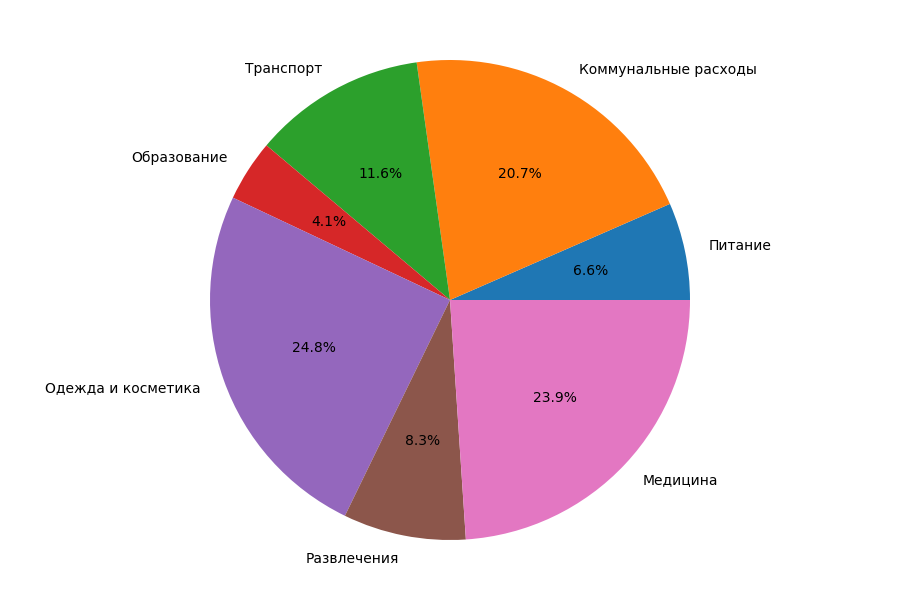 Транспорт
Коммунальные расходы
Образование
11.6%
20.7%
4.1%
Питание
6.6%
24.8%
Одежда и косметика
23.9%
8.3%
Медицина
Развлечения